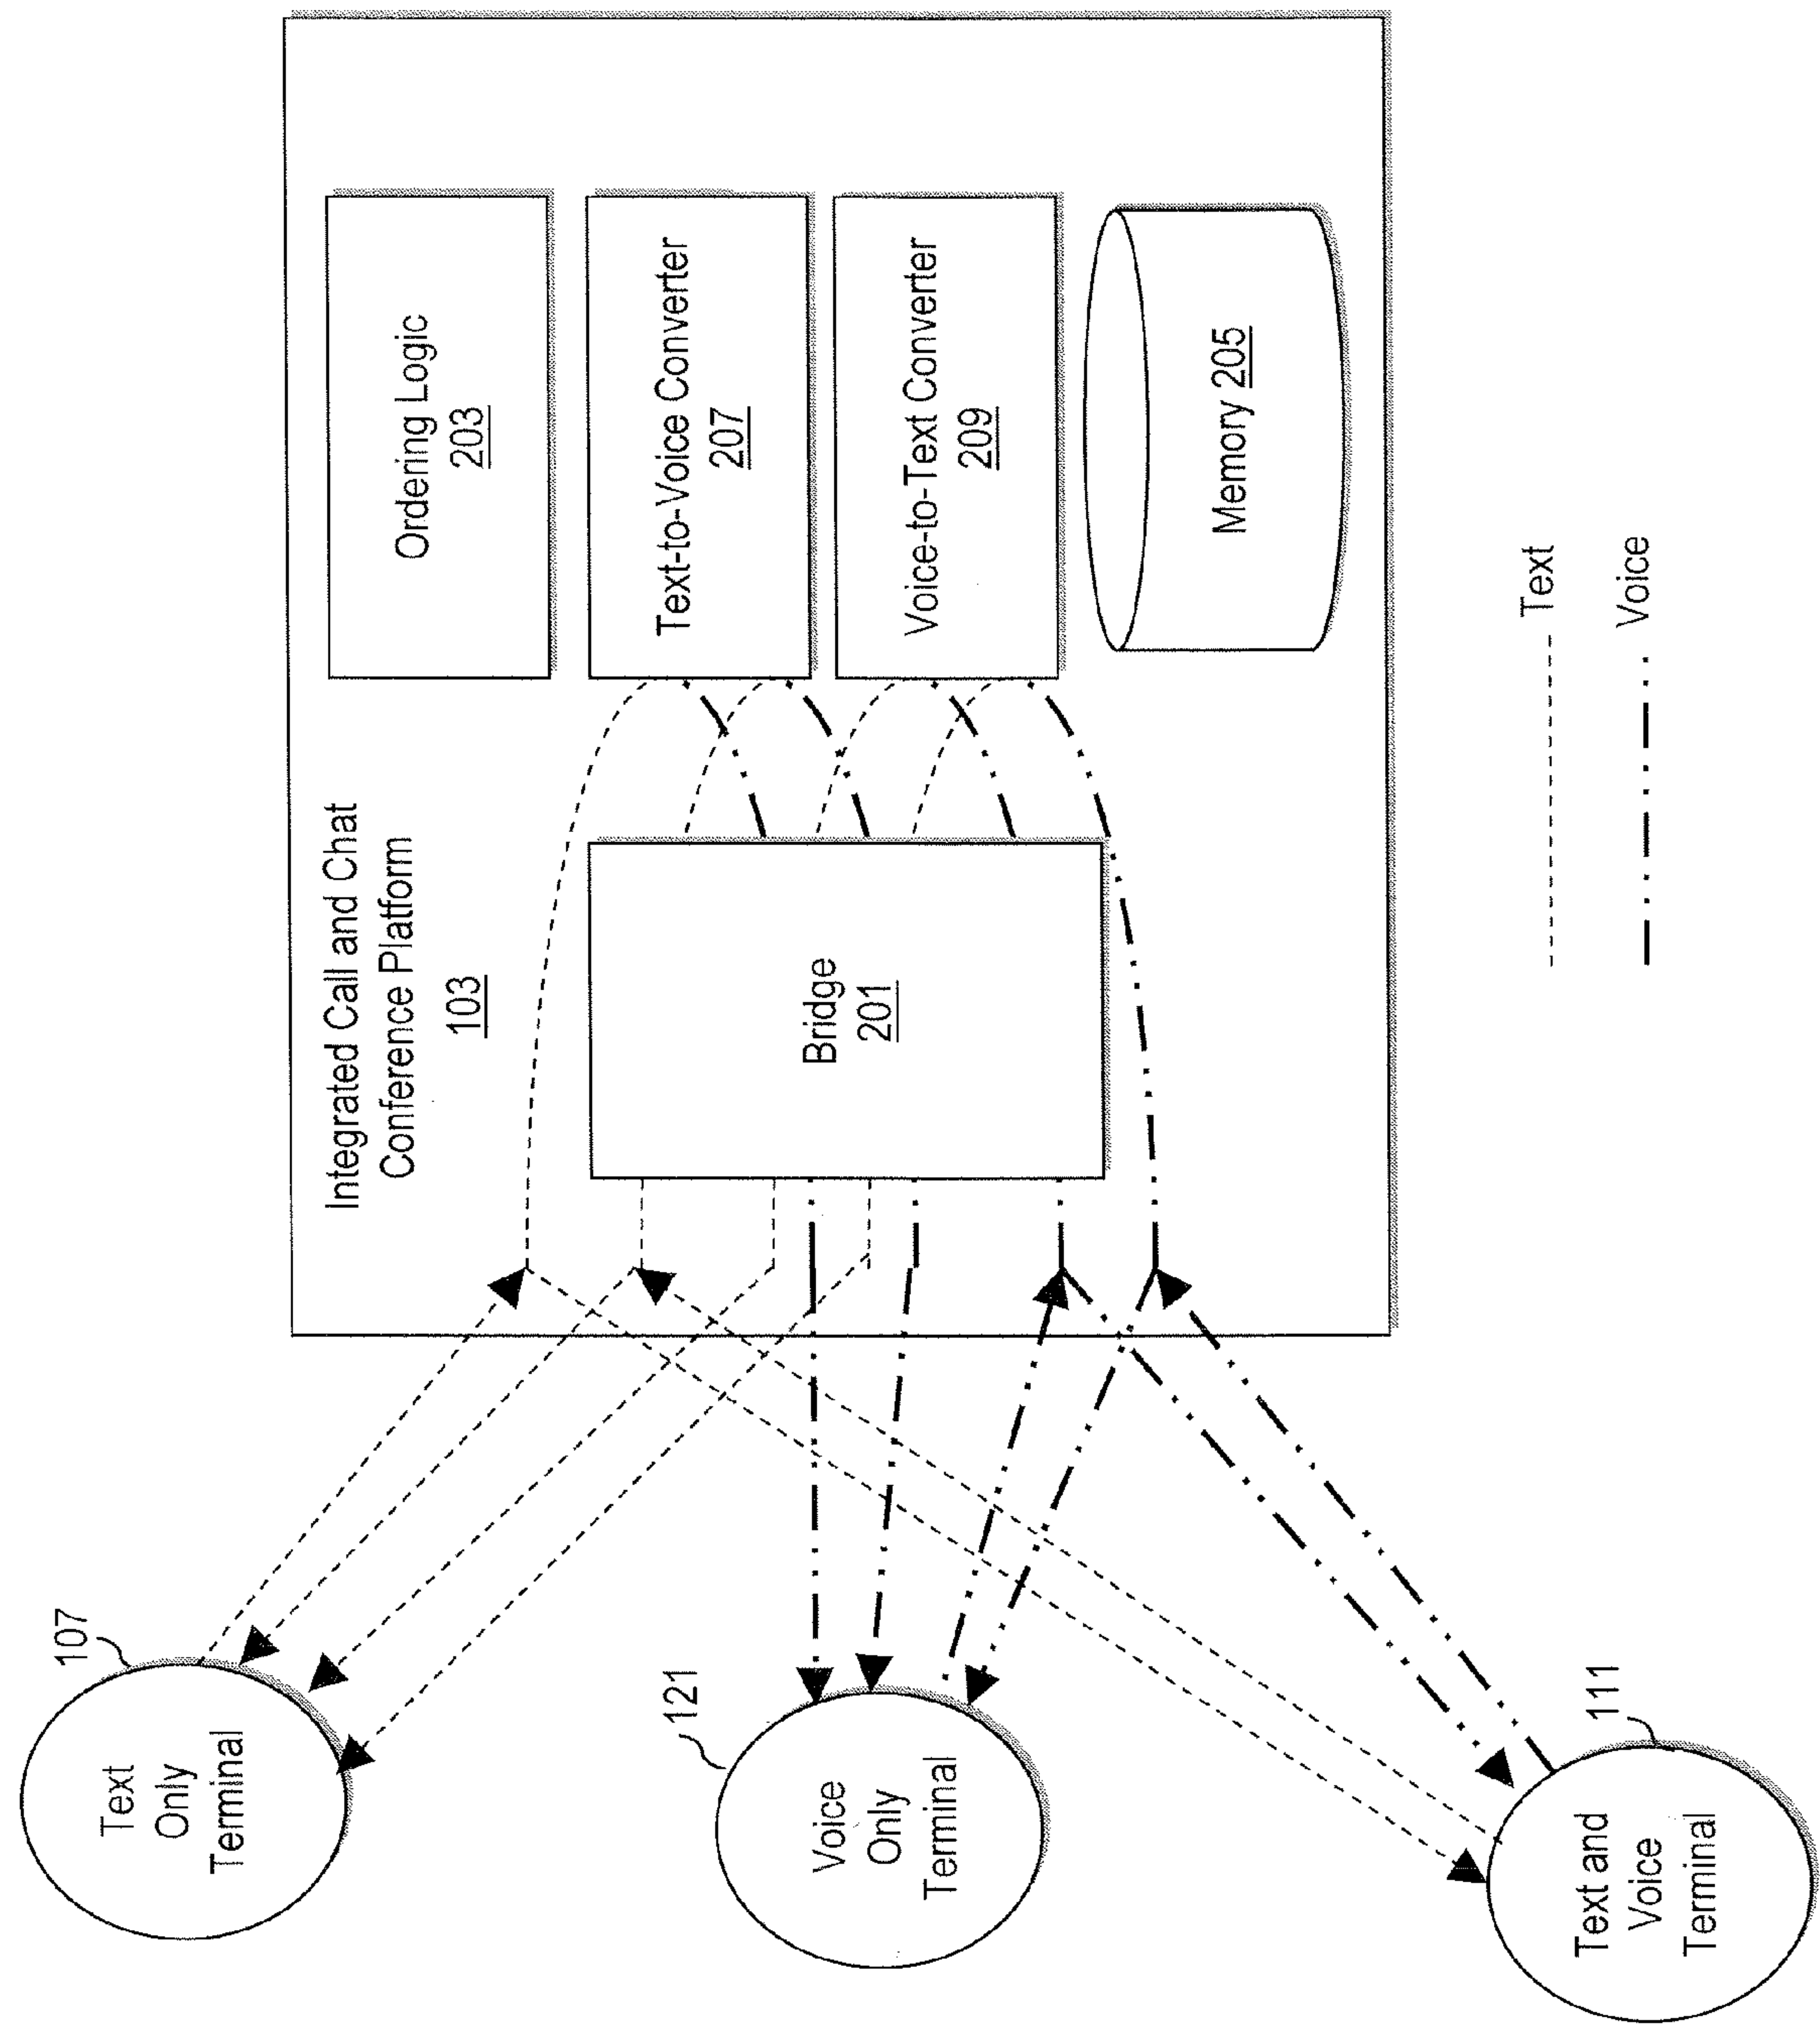 Integrated Call and Chat
Conference Platform
103
Ordering Logic
203
Text-to-Voice Converter
207
Voice-to-Text Converter
209
Memory 205
Bridge
201
107
Text
Only
Terminal
121
Voice
Only
Terminal
111
Text and
Voice
Terminal
Text
Voice